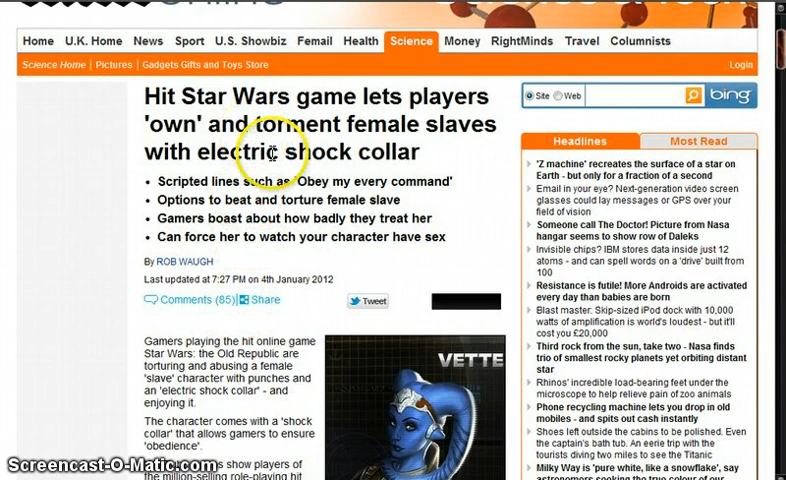 Home U.K. Home News Sport U.S. Showbiz Femail Health Science Money RightMinds Travel Columnists
Science Home | Pictures | Gadgets Gifts and Toys Store
Login
Hit Star Wars game lets players
'own' and torment female slaves
with electric shock collar
Scripted lines such as 'Obey my every command'
Options to beat and torture female slave
Gamers boast about how badly they treat her
Can force her to watch your character have sex
By ROB WAUGH
Last updated at 7:27 PM on 4th January 2012
Comments (85) Share
Tweet
Gamers playing the hit online game
Star Wars: the Old Republic are
torturing and abusing a female
'slave' character with punches and
an 'electric shock collar' - and
enjoying it.
The character comes with a 'shock
collar' that allows gamers to ensure
'obedience'.
s show players of
the million-selling role-playing hit
VETTE
Site Web
bing
Headlines Most Read
'Z machine' recreates the surface of a star on
Earth - but only for a fraction of a second
Email in your eye? Next-generation video screen
glasses could lay messages or GPS over your
field of vision
Someone call The Doctor! Picture from Nasa
hangar seems to show row of Daleks
Invisible chips? IBM stores data inside just 12
atoms - and can spell words on a 'drive' built from
100
Resistance is futile! More Androids are activated
every day than babies are born
Blast master: Skip-sized iPod dock with 10,000
watts of amplification is world's loudest - but it'll
cost you £20,000
Third rock from the sun, take two - Nasa finds
trio of smallest rocky planets yet orbiting distant
star
Rhinos' incredible load-bearing feet under the
microscope to help relieve pain of zoo animals
Phone recycling machine lets you drop in old
mobiles - and spits out cash instantly
Shoes left outside the cabins to be polished. Even
the captain's bath tub. An eerie trip with the
tourists diving two miles to see the Titanic
Milky Way is 'pure white, like a snowflake', say
astronomers seeking the true colour of our
Screencast-O-Matic.com